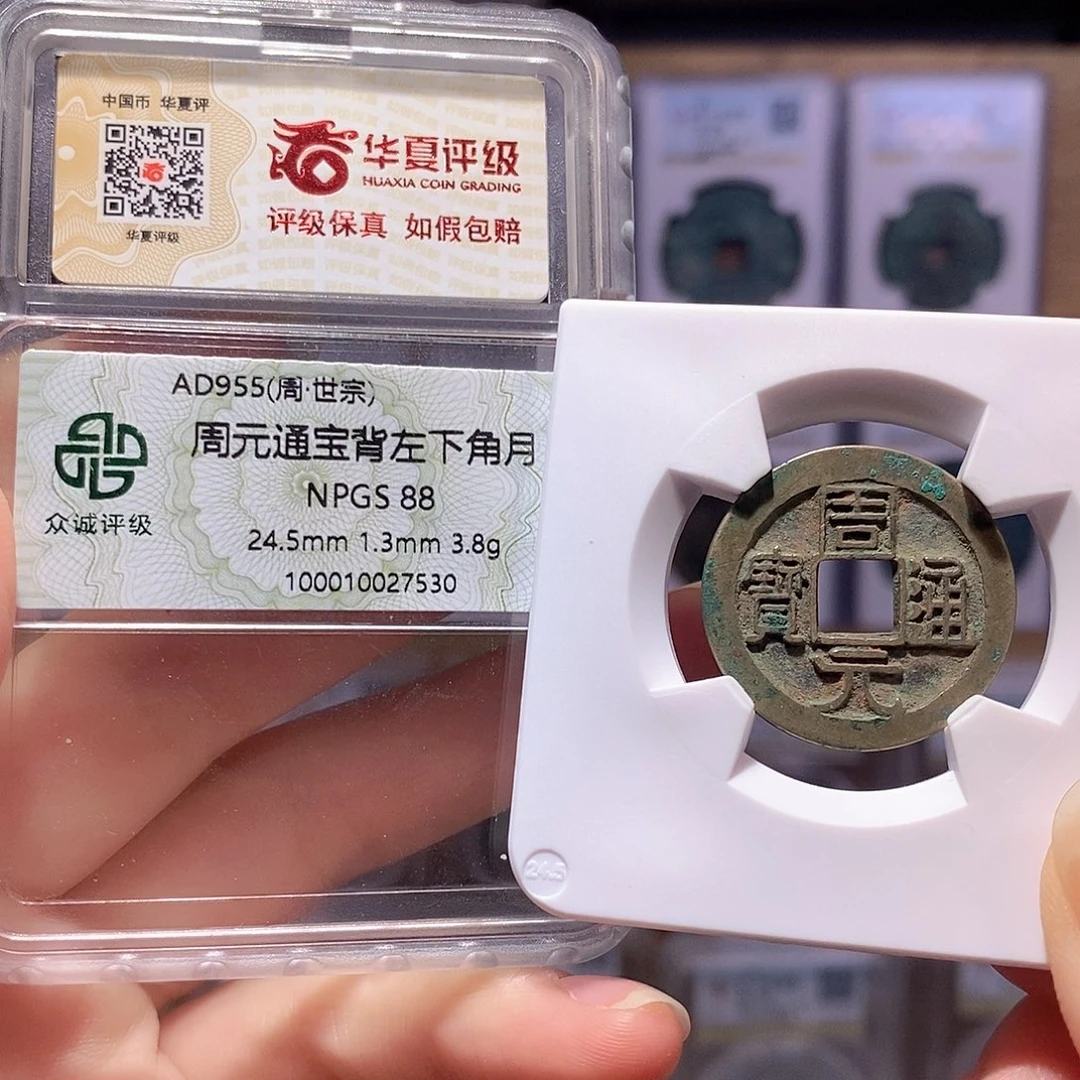 中国币 华夏评
华夏评级
华夏评级
HUAXIA COIN GRADING
评级保真 如假包赔
AD955(周·世宗)
周元通宝背左下角月
NPGS 88
24.5mm 1.3mm 3.8g
100010027530
众诚评级
周
元
通
寶
24.5